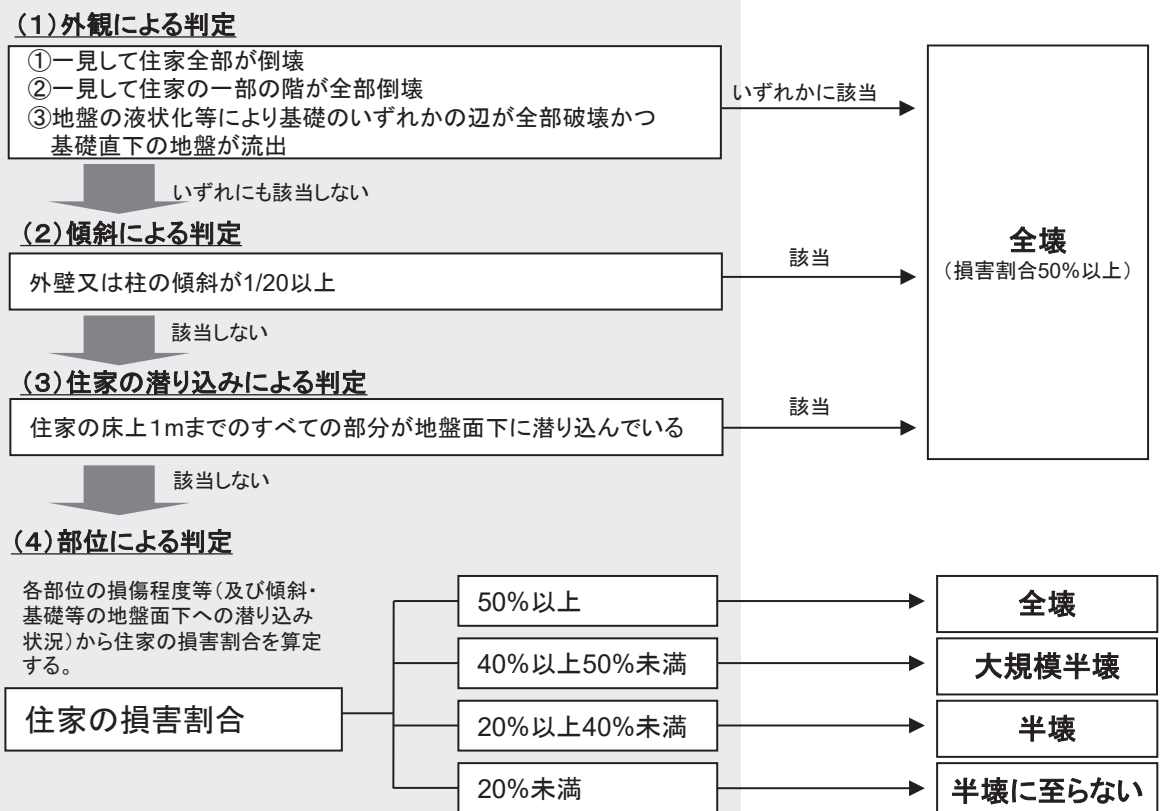 (1)外観による判定
①一見して住家全部が倒壊
②一見して住家の一部の階が全部倒壊
③地盤の液状化等により基礎のいずれかの辺が全部破壊かつ
基礎直下の地盤が流出
いずれかに該当
いずれにも該当しない
(2)傾斜による判定
外壁又は柱の傾斜が1/20以上
該当
全壊
(損害割合50%以上)
該当しない
(3)住家の潜り込みによる判定
住家の床上1mまでのすべての部分が地盤面下に潜り込んでいる
該当
該当しない
(4)部位による判定
各部位の損傷程度等(及び傾斜・
基礎等の地盤面下への潜り込み
状況)から住家の損害割合を算定
する。
住家の損害割合
50%以上
全壊
40%以上50%未満
大規模半壊
20%以上40%未満
半壊
20%未満
半壊に至らない